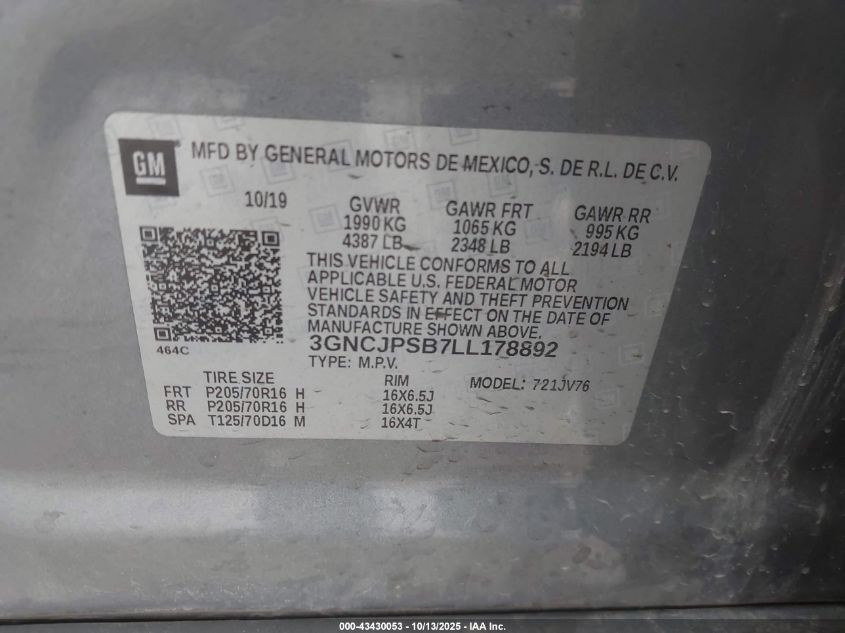 GM
MFD BY GENERAL MOTORS DE MEXICO, S. DE R.L. DE C.V.
10/19 GVWR GAWR FRT GAWR RR
1990 KG 1065 KG 995 KG
4387 LB 2348 LB 2194 LB
THIS VEHICLE CONFORMS TO ALL
APPLICABLE U.S. FEDERAL MOTOR
VEHICLE SAFETY AND THEFT PREVENTION
STANDARDS IN EFFECT ON THE DATE OF
MANUFACTURE SHOWN ABOVE.
464C
3GNCJPSB7LL178892
TYPE: M.P.V.
TIRE SIZE RIM MODEL: 721JV76
FRT P205/70R16 H 16X6.5J
RR P205/70R16 H 16X6.5J
SPA T125/70D16 M 16X4T
000-43430053 - 10/13/2025 - IAA Inc.